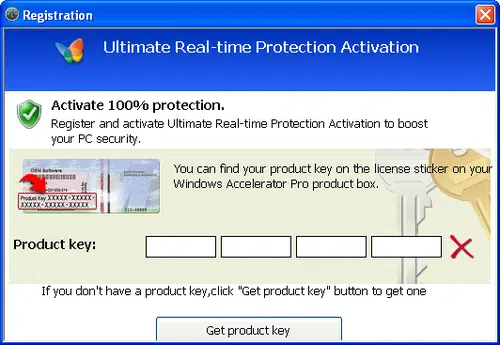 Registration
Ultimate Real-time Protection Activation
Activate 100% protection.
Register and activate Ultimate Real-time Protection Activation to boost
your PC security.
OEM Software
Product Key XXXXX-XXXXX-
XXXXX-XXXXX-XXXXX
You can find your product key on the license sticker on your
Windows Accelerator Pro product box.
Product key:
If you don't have a product key,click "Get product key" button to get one
Get product key